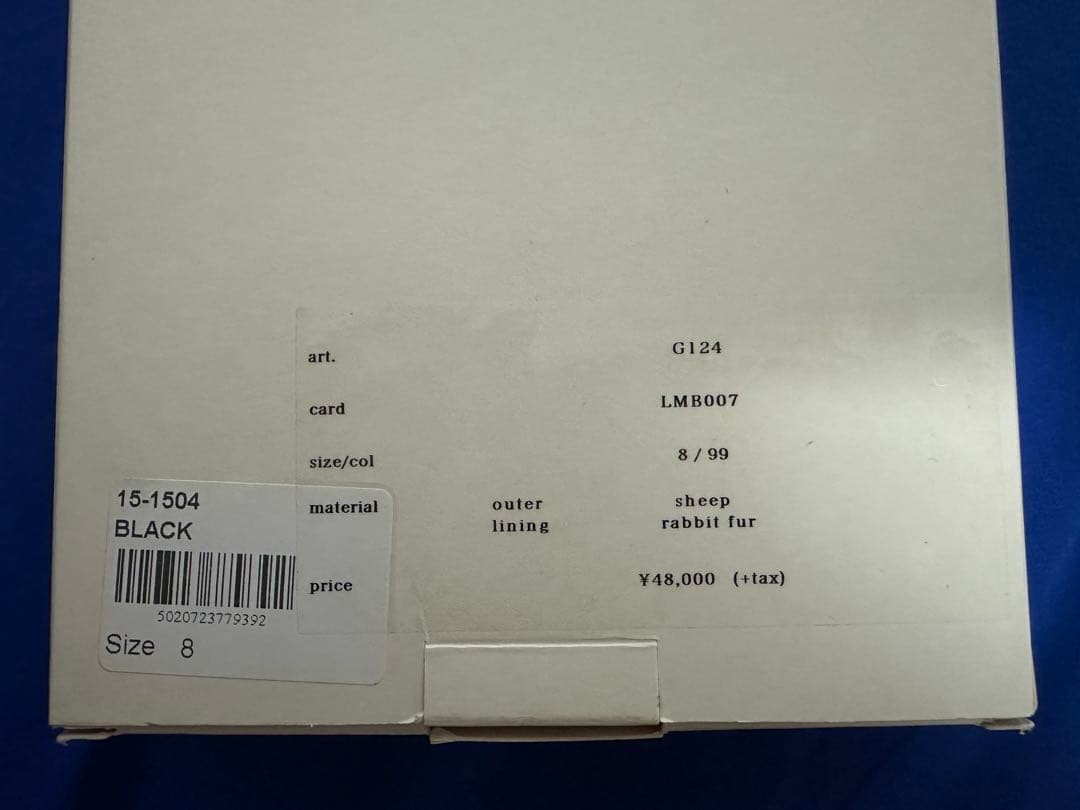 art. G124
card LMB007
size/col 8 / 99
material outer sheep
lining rabbit fur
price ¥48,000 (+tax)
15-1504
BLACK
5020723779392
Size 8